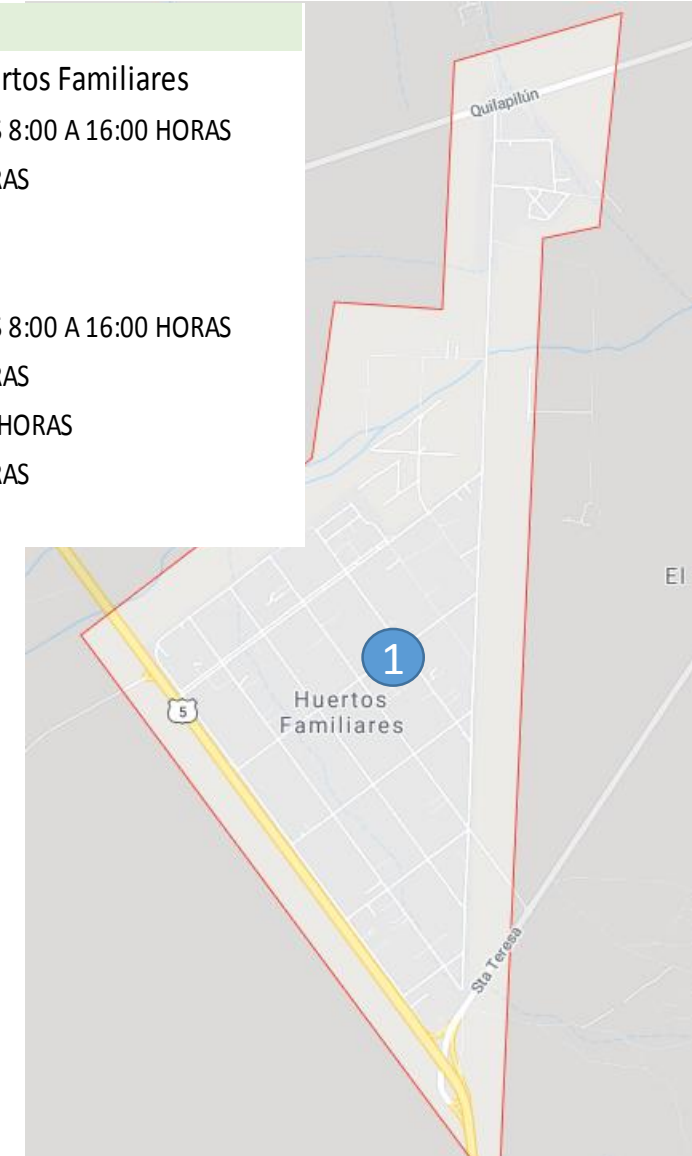 rtos Familiares
8:00 A 16:00 HORAS
RAS
8:00 A 16:00 HORAS
RAS
HORAS
RAS
Quilapilún
El
1
5
Huertos
Familiares
Sta Teresa